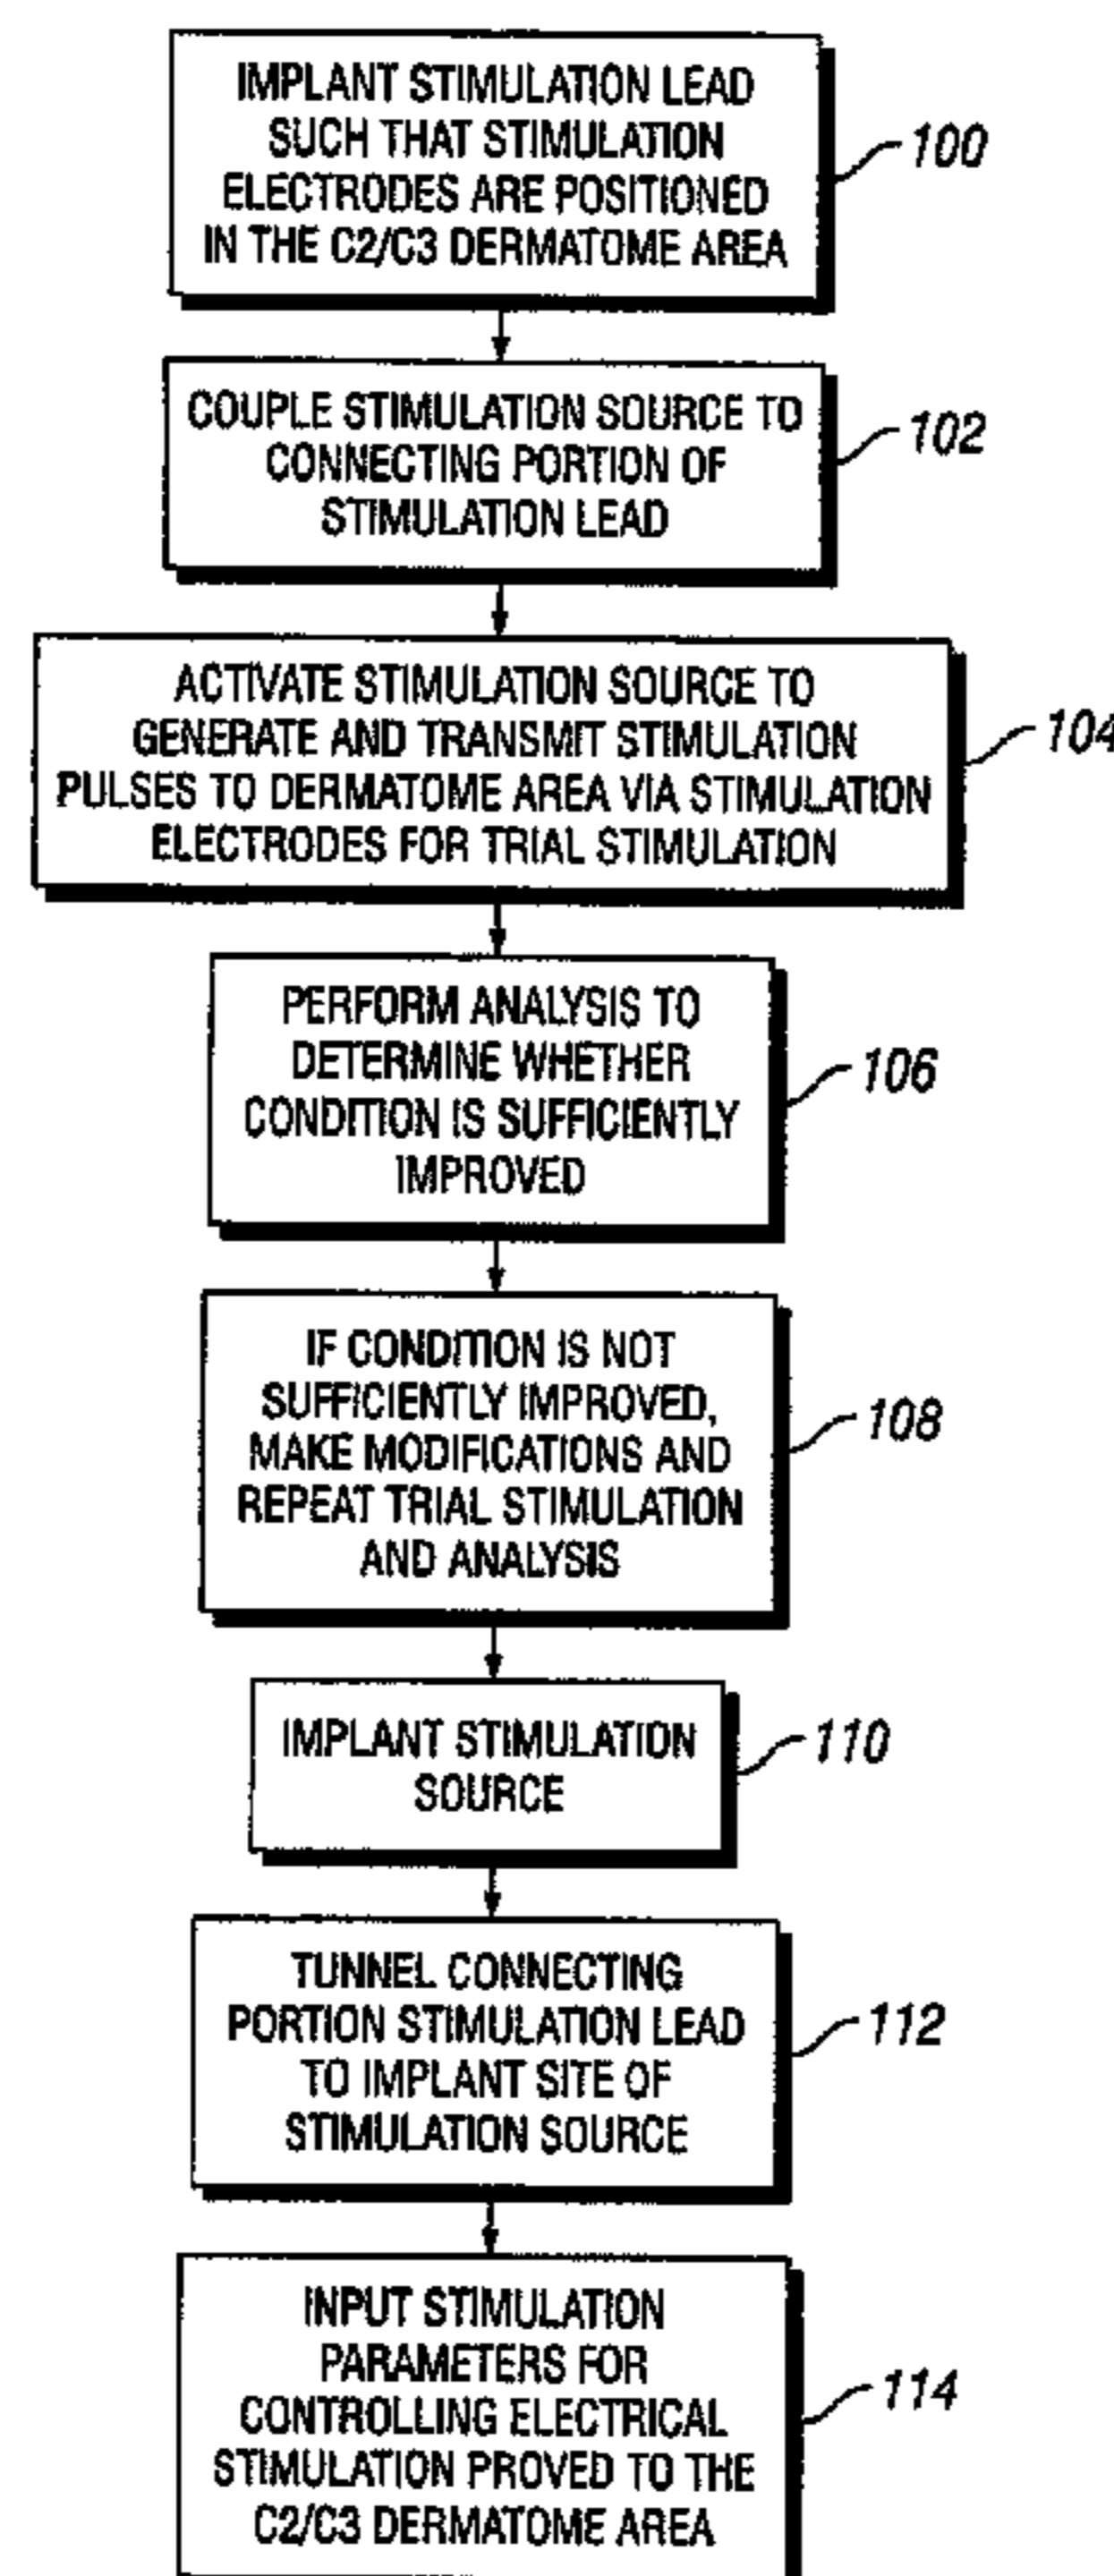 IMPLANT STIMULATION LEAD
SUCH THAT STIMULATION
ELECTRODES ARE POSITIONED
IN THE C2/C3 DERMATOME AREA
100
COUPLE STIMULATION SOURCE TO
CONNECTING PORTION OF
STIMULATION LEAD
102
ACTIVATE STIMULATION SOURCE TO
GENERATE AND TRANSMIT STIMULATION
PULSES TO DERMATOME AREA VIA STIMULATION
ELECTRODES FOR TRIAL STIMULATION
104
PERFORM ANALYSIS TO
DETERMINE WHETHER
CONDITION IS SUFFICIENTLY
IMPROVED
106
IF CONDITION IS NOT
SUFFICIENTLY IMPROVED,
MAKE MODIFICATIONS AND
REPEAT TRIAL STIMULATION
AND ANALYSIS
108
IMPLANT STIMULATION
SOURCE
110
TUNNEL CONNECTING
PORTION STIMULATION LEAD
TO IMPLANT SITE OF
STIMULATION SOURCE
112
INPUT STIMULATION
PARAMETERS FOR
CONTROLLING ELECTRICAL
STIMULATION PROVED TO THE
C2/C3 DERMATOME AREA
114